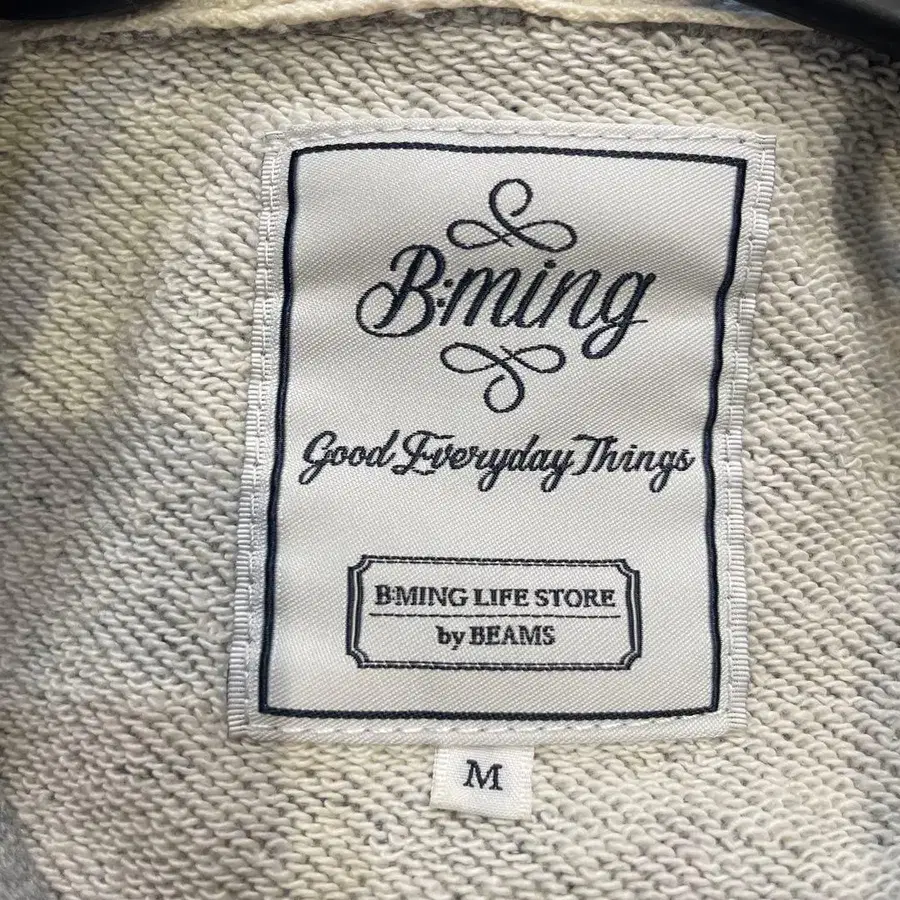 B:ming
Good Everyday Things
B:MING LIFE STORE
by BEAMS
M